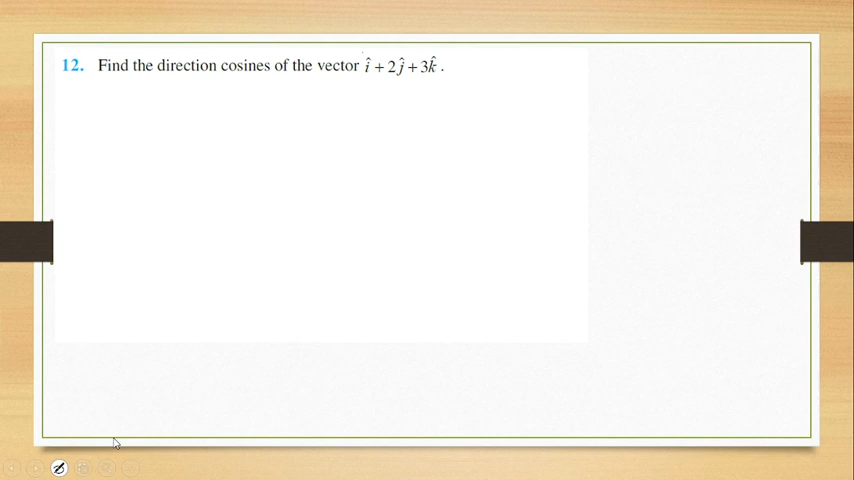 12. Find the direction cosines of the vector î + 2ĵ + 3k̂ .